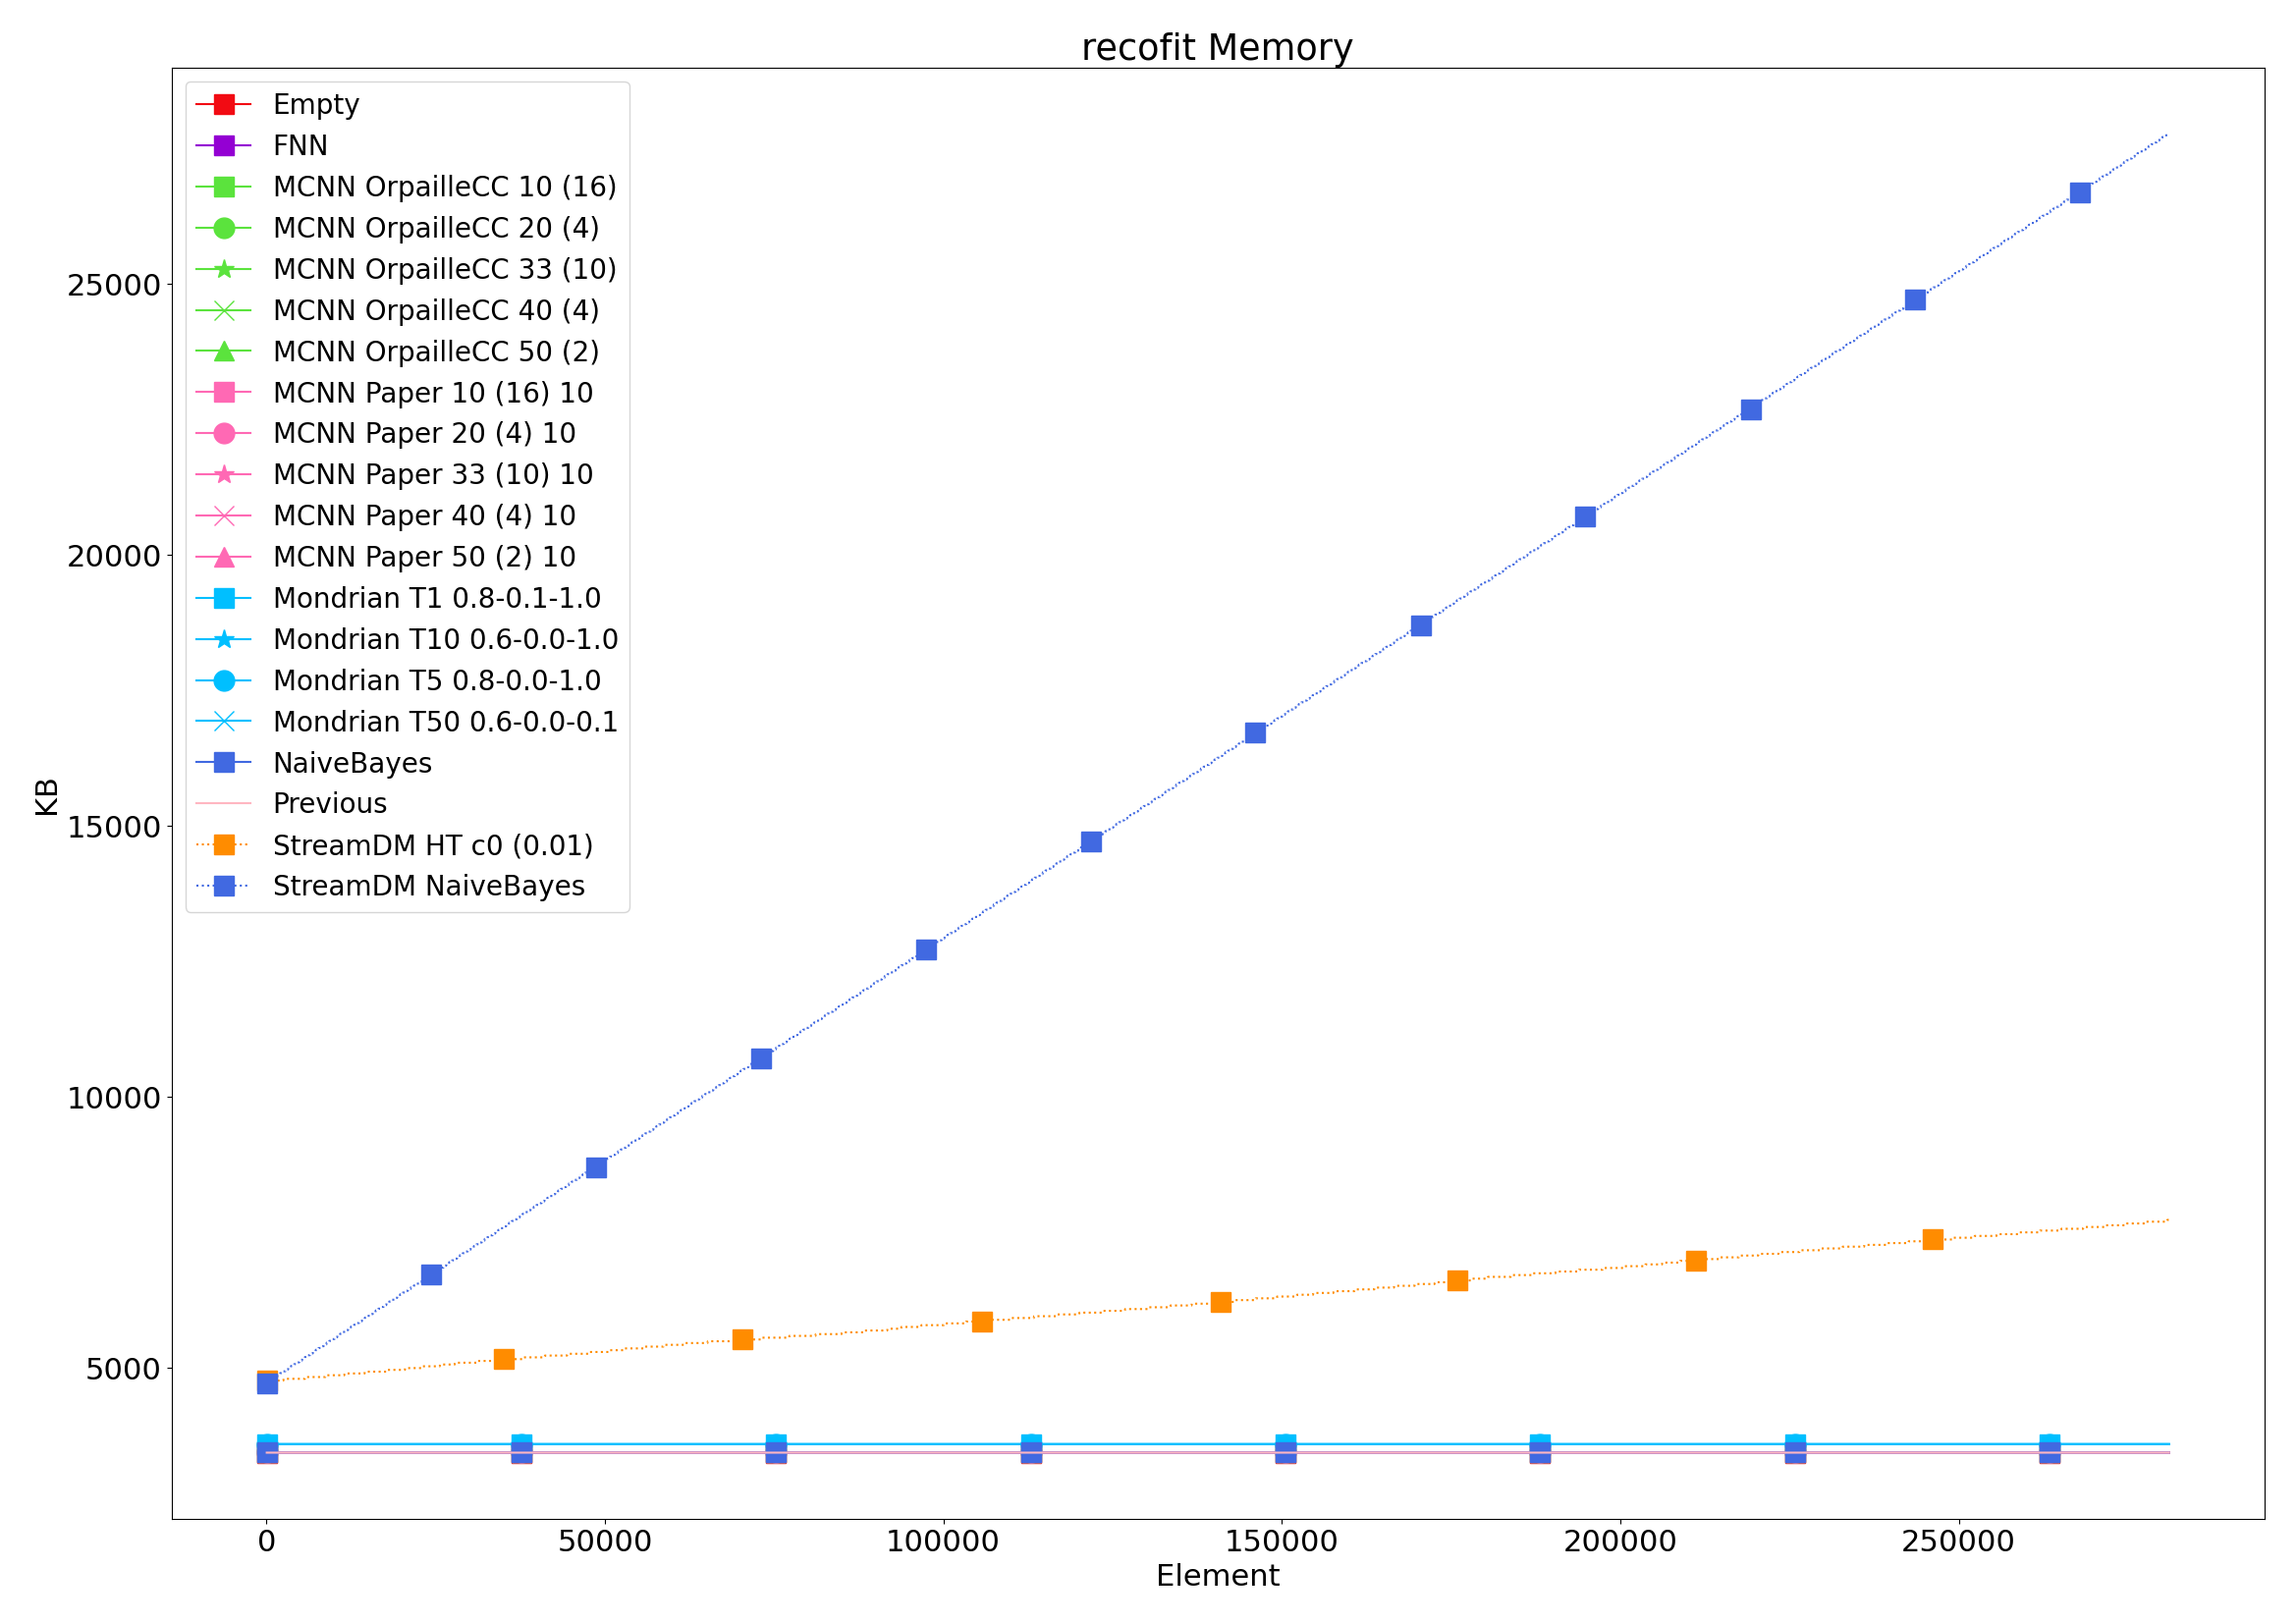 recofit Memory
Empty
FNN
MCNN OrpailleCC 10 (16)
MCNN OrpailleCC 20 (4)
MCNN OrpailleCC 33 (10)
MCNN OrpailleCC 40 (4)
MCNN OrpailleCC 50 (2)
MCNN Paper 10 (16) 10
MCNN Paper 20 (4) 10
MCNN Paper 33 (10) 10
MCNN Paper 40 (4) 10
MCNN Paper 50 (2) 10
Mondrian T1 0.8-0.1-1.0
Mondrian T10 0.6-0.0-1.0
Mondrian T5 0.8-0.0-1.0
Mondrian T50 0.6-0.0-0.1
NaiveBayes
Previous
StreamDM HT c0 (0.01)
StreamDM NaiveBayes
KB
25000
20000
15000
10000
5000
0 50000 100000 150000 200000 250000
Element